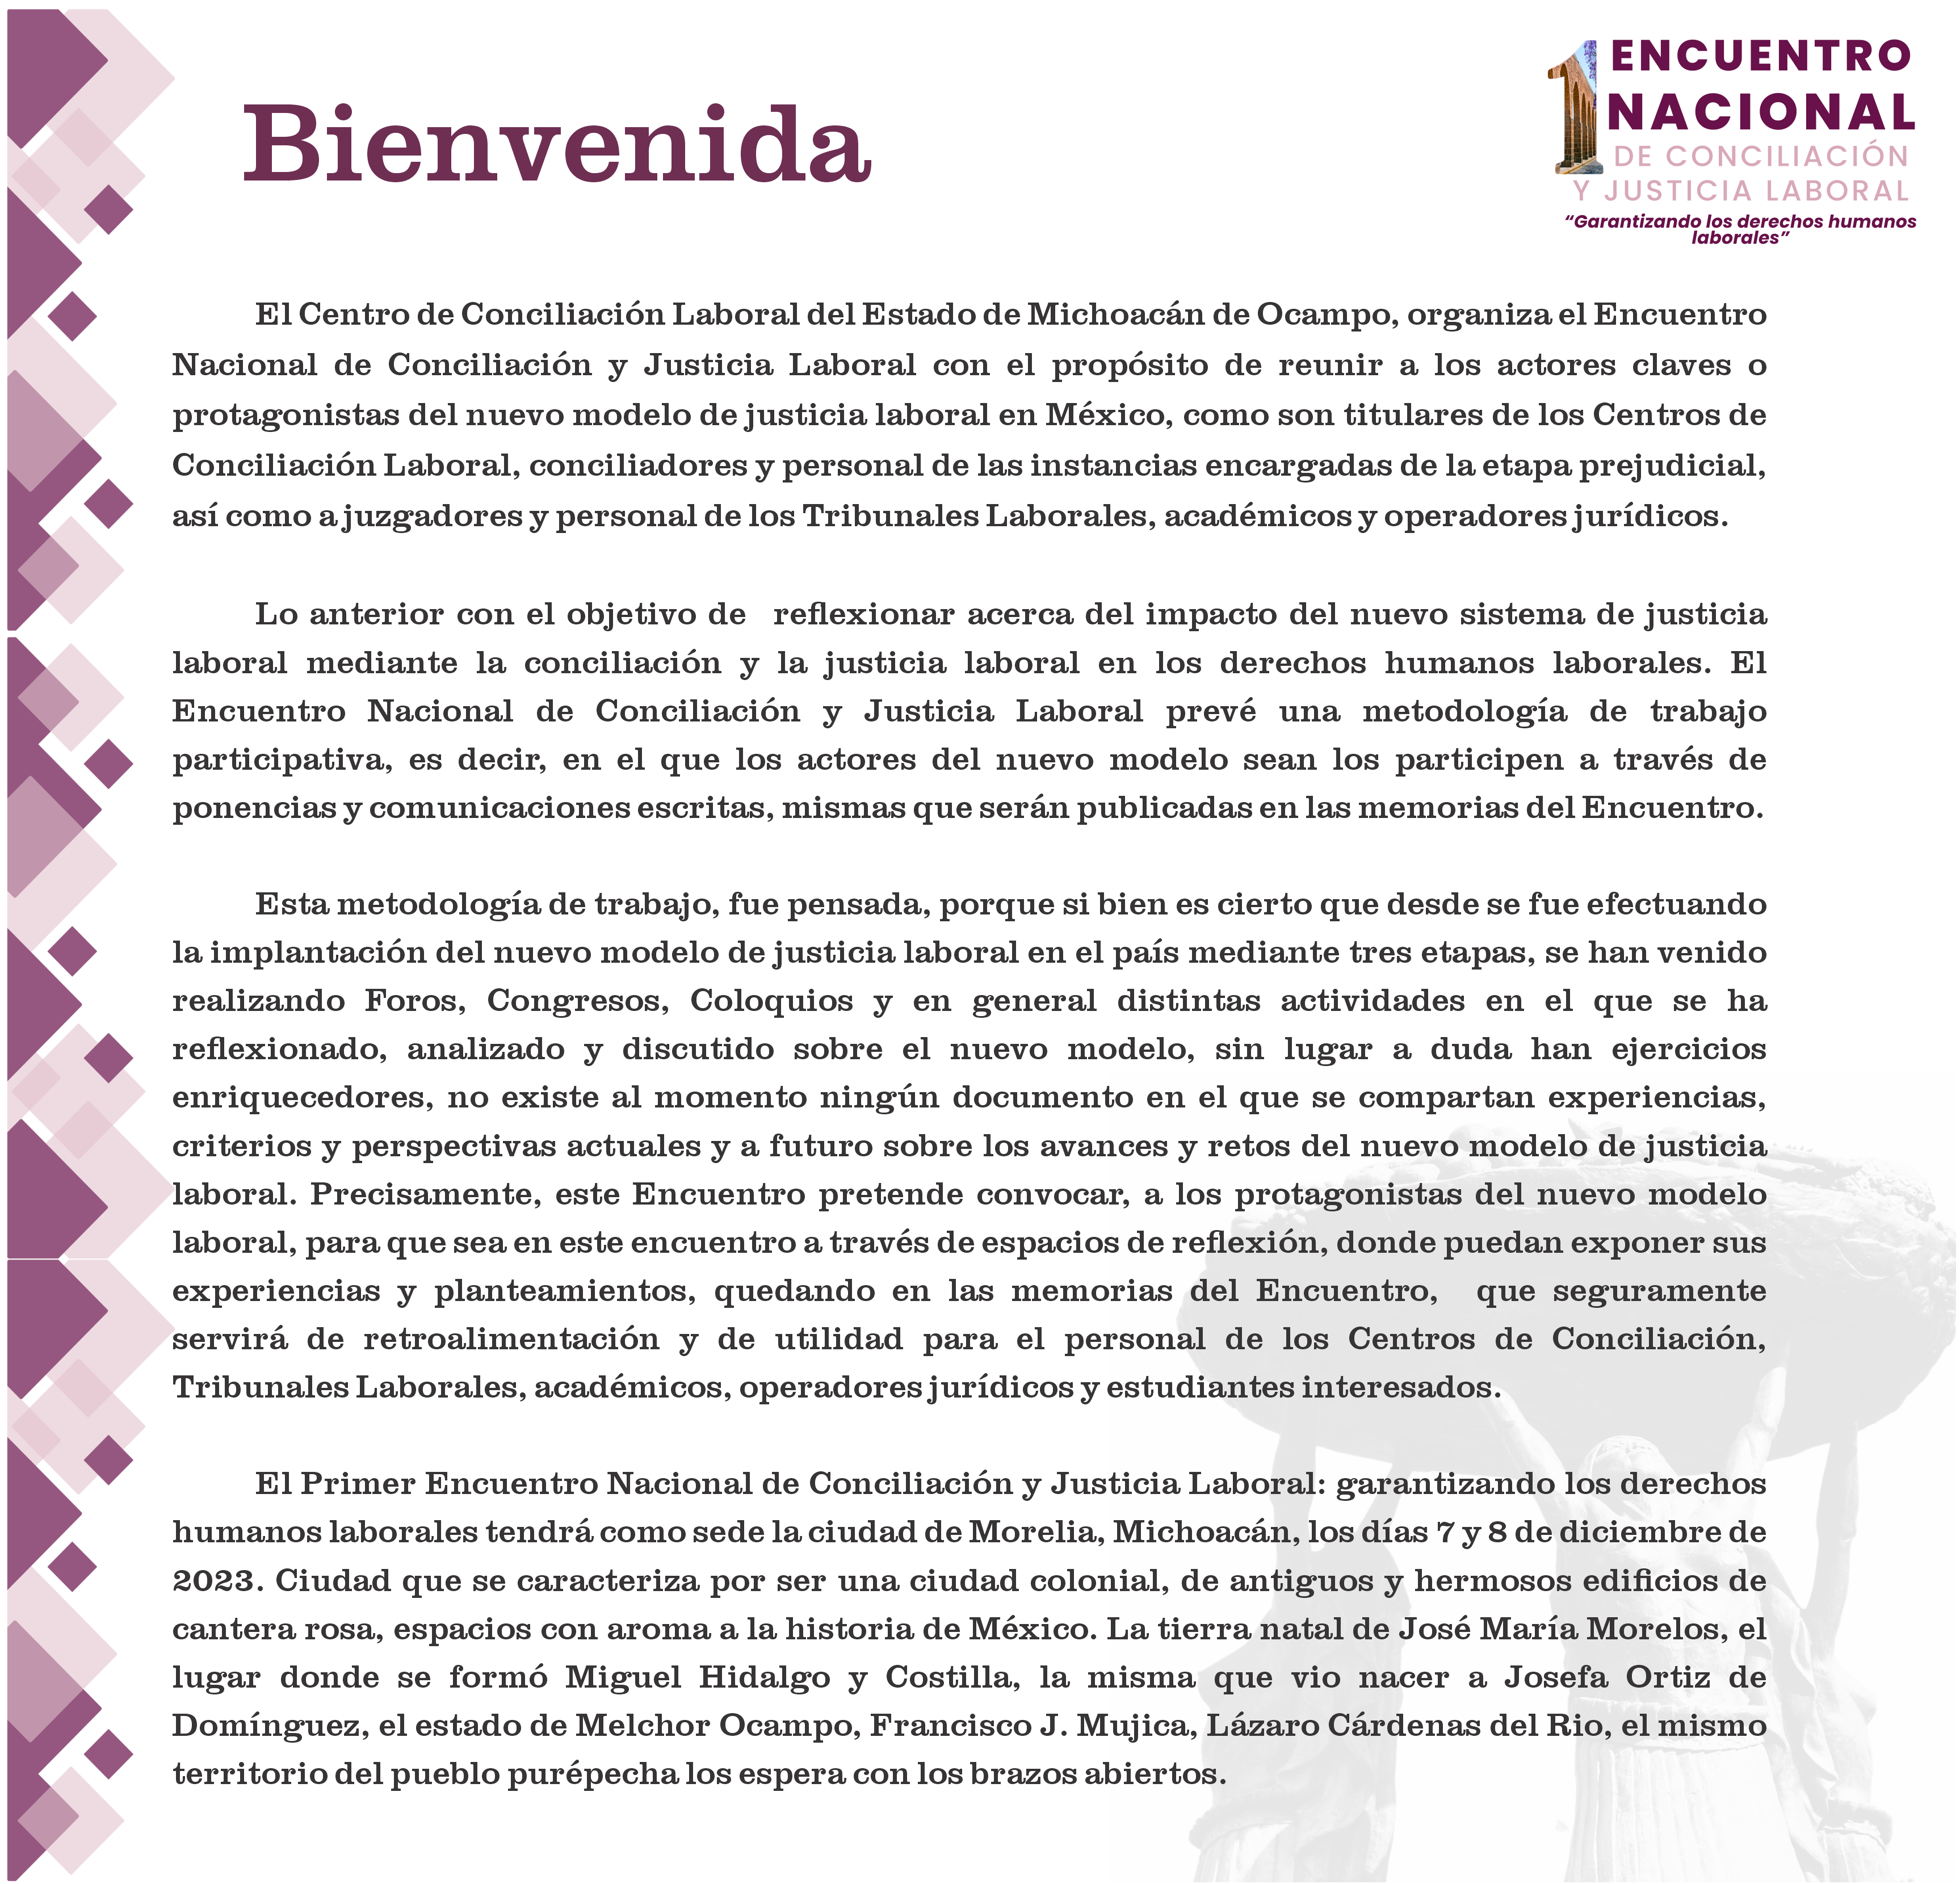 Bienvenida
1 ENCUENTRO
NACIONAL
DE CONCILIACIÓN
Y JUSTICIA LABORAL
“Garantizando los derechos humanos
laborales”
El Centro de Conciliación Laboral del Estado de Michoacán de Ocampo, organiza el Encuentro
Nacional de Conciliación y Justicia Laboral con el propósito de reunir a los actores claves o
protagonistas del nuevo modelo de justicia laboral en México, como son titulares de los Centros de
Conciliación Laboral, conciliadores y personal de las instancias encargadas de la etapa prejudicial,
así como a juzgadores y personal de los Tribunales Laborales, académicos y operadores jurídicos.
Lo anterior con el objetivo de reflexionar acerca del impacto del nuevo sistema de justicia
laboral mediante la conciliación y la justicia laboral en los derechos humanos laborales. El
Encuentro Nacional de Conciliación y Justicia Laboral prevé una metodología de trabajo
participativa, es decir, en el que los actores del nuevo modelo sean los participen a través de
ponencias y comunicaciones escritas, mismas que serán publicadas en las memorias del Encuentro.
Esta metodología de trabajo, fue pensada, porque si bien es cierto que desde se fue efectuando
la implantación del nuevo modelo de justicia laboral en el país mediante tres etapas, se han venido
realizando Foros, Congresos, Coloquios y en general distintas actividades en el que se ha
reflexionado, analizado y discutido sobre el nuevo modelo, sin lugar a duda han ejercicios
enriquecedores, no existe al momento ningún documento en el que se compartan experiencias,
criterios y perspectivas actuales y a futuro sobre los avances y retos del nuevo modelo de justicia
laboral. Precisamente, este Encuentro pretende convocar, a los protagonistas del nuevo modelo
laboral, para que sea en este encuentro a través de espacios de reflexión, donde puedan exponer sus
experiencias y planteamientos, quedando en las memorias del Encuentro, que seguramente
servirá de retroalimentación y de utilidad para el personal de los Centros de Conciliación,
Tribunales Laborales, académicos, operadores jurídicos y estudiantes interesados.
El Primer Encuentro Nacional de Conciliación y Justicia Laboral: garantizando los derechos
humanos laborales tendrá como sede la ciudad de Morelia, Michoacán, los días 7 y 8 de diciembre de
2023. Ciudad que se caracteriza por ser una ciudad colonial, de antiguos y hermosos edificios de
cantera rosa, espacios con aroma a la historia de México. La tierra natal de José María Morelos, el
lugar donde se formó Miguel Hidalgo y Costilla, la misma que vio nacer a Josefa Ortiz de
Domínguez, el estado de Melchor Ocampo, Francisco J. Mujica, Lázaro Cárdenas del Rio, el mismo
territorio del pueblo purépecha los espera con los brazos abiertos.